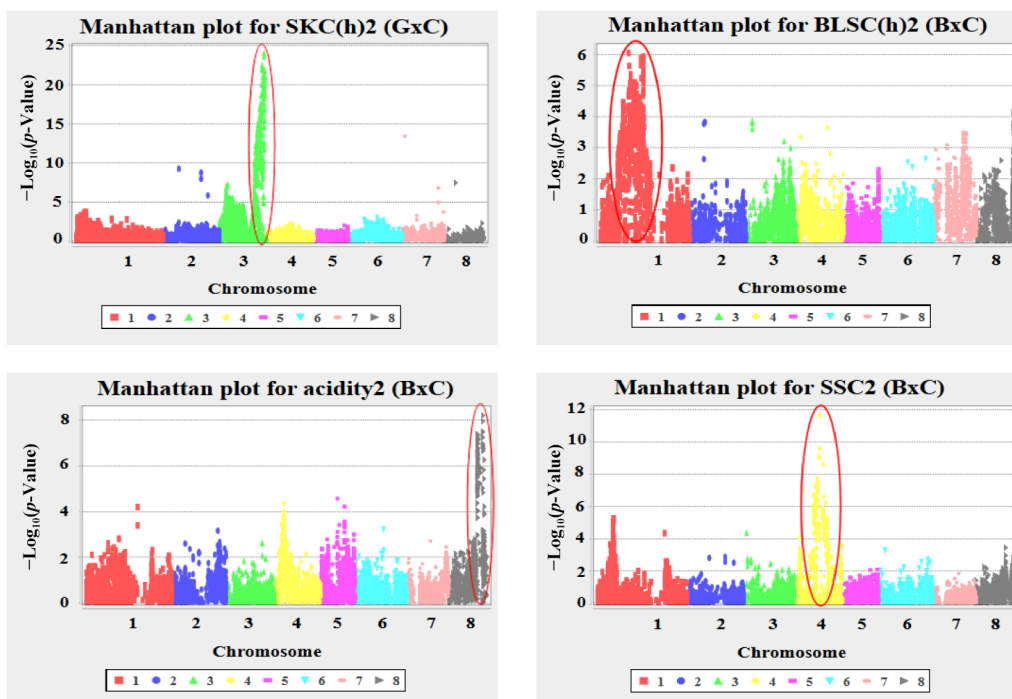 Manhattan plot for SKC(h)2 (GxC)
−Log10(p-Value)
25
20
15
10
5
0
1 2 3 4 5 6 7 8
Chromosome
1 2 3 4 5 6 7 8
Manhattan plot for BLSC(h)2 (BxC)
−Log10(p-Value)
6
5
4
3
2
1
0
1 2 3 4 5 6 7 8
Chromosome
1 2 3 4 5 6 7 8
Manhattan plot for acidity2 (BxC)
−Log10(p-Value)
8
6
4
2
0
1 2 3 4 5 6 7 8
Chromosome
1 2 3 4 5 6 7 8
Manhattan plot for SSC2 (BxC)
−Log10(p-Value)
12
10
8
6
4
2
0
1 2 3 4 5 6 7 8
Chromosome
1 2 3 4 5 6 7 8